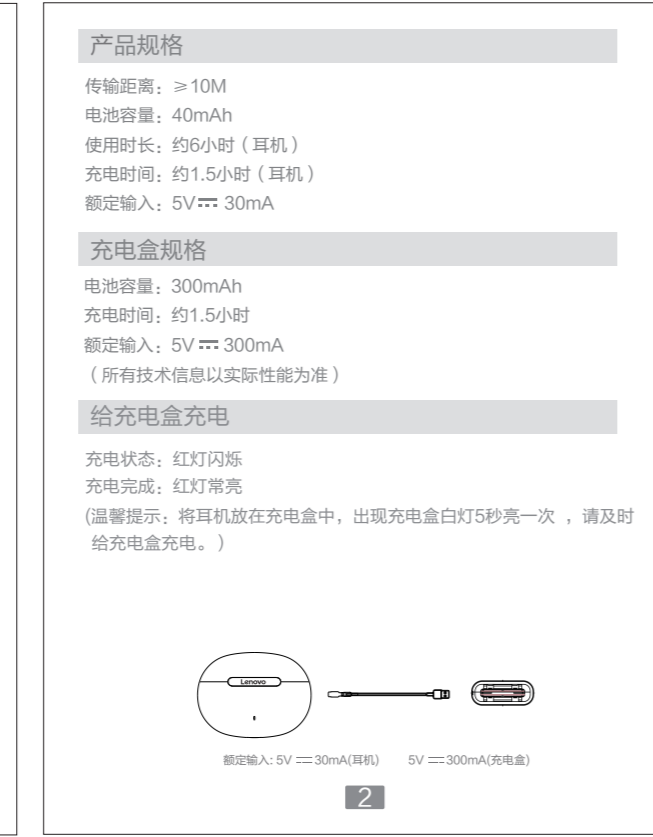 产品规格
传输距离：≥10M
电池容量：40mAh
使用时长：约6小时（耳机）
充电时间：约1.5小时（耳机）
额定输入：5V⎓30mA
充电盒规格
电池容量：300mAh
充电时间：约1.5小时
额定输入：5V⎓300mA
（所有技术信息以实际性能为准）
给充电盒充电
充电状态：红灯闪烁
充电完成：红灯常亮
(温馨提示：将耳机放在充电盒中，出现充电盒白灯5秒亮一次 ，请及时
给充电盒充电。）
Lenovo
额定输入: 5V⎓30mA(耳机) 5V⎓300mA(充电盒)
2